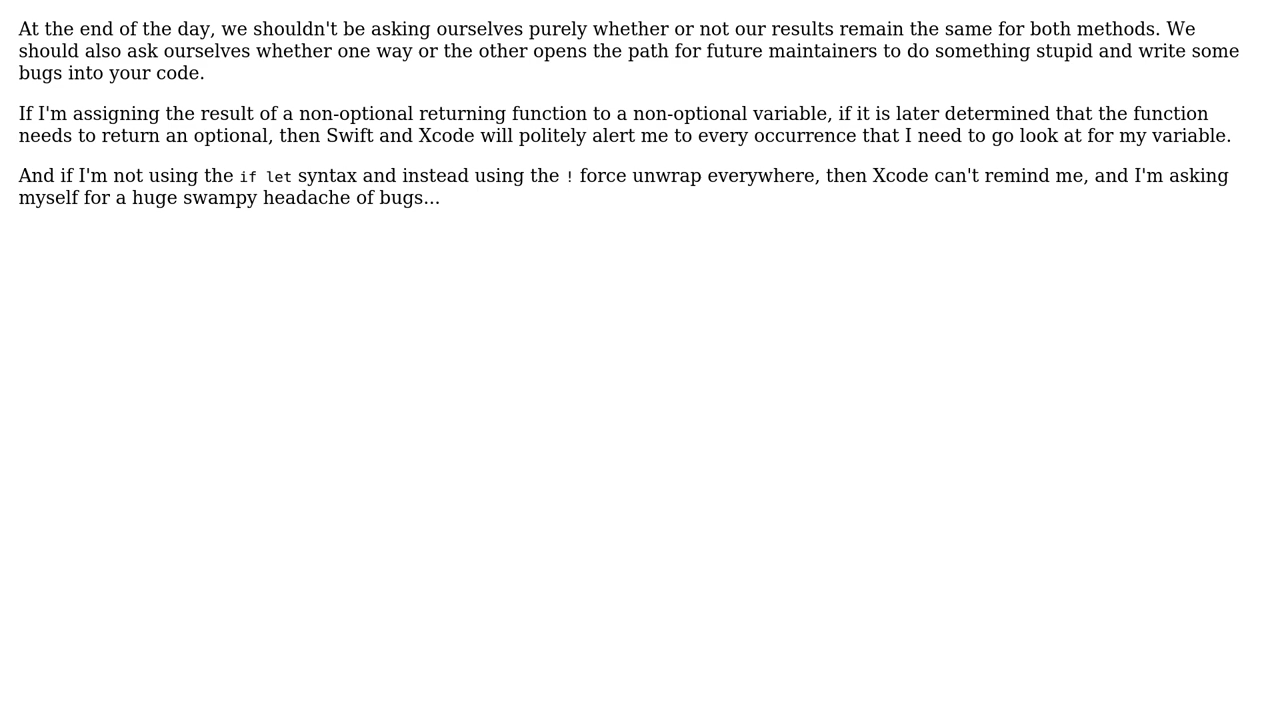 At the end of the day, we shouldn't be asking ourselves purely whether or not our results remain the same for both methods. We
should also ask ourselves whether one way or the other opens the path for future maintainers to do something stupid and write some
bugs into your code.
If I'm assigning the result of a non-optional returning function to a non-optional variable, if it is later determined that the function
needs to return an optional, then Swift and Xcode will politely alert me to every occurrence that I need to go look at for my variable.
And if I'm not using the if let syntax and instead using the ! force unwrap everywhere, then Xcode can't remind me, and I'm asking
myself for a huge swampy headache of bugs...